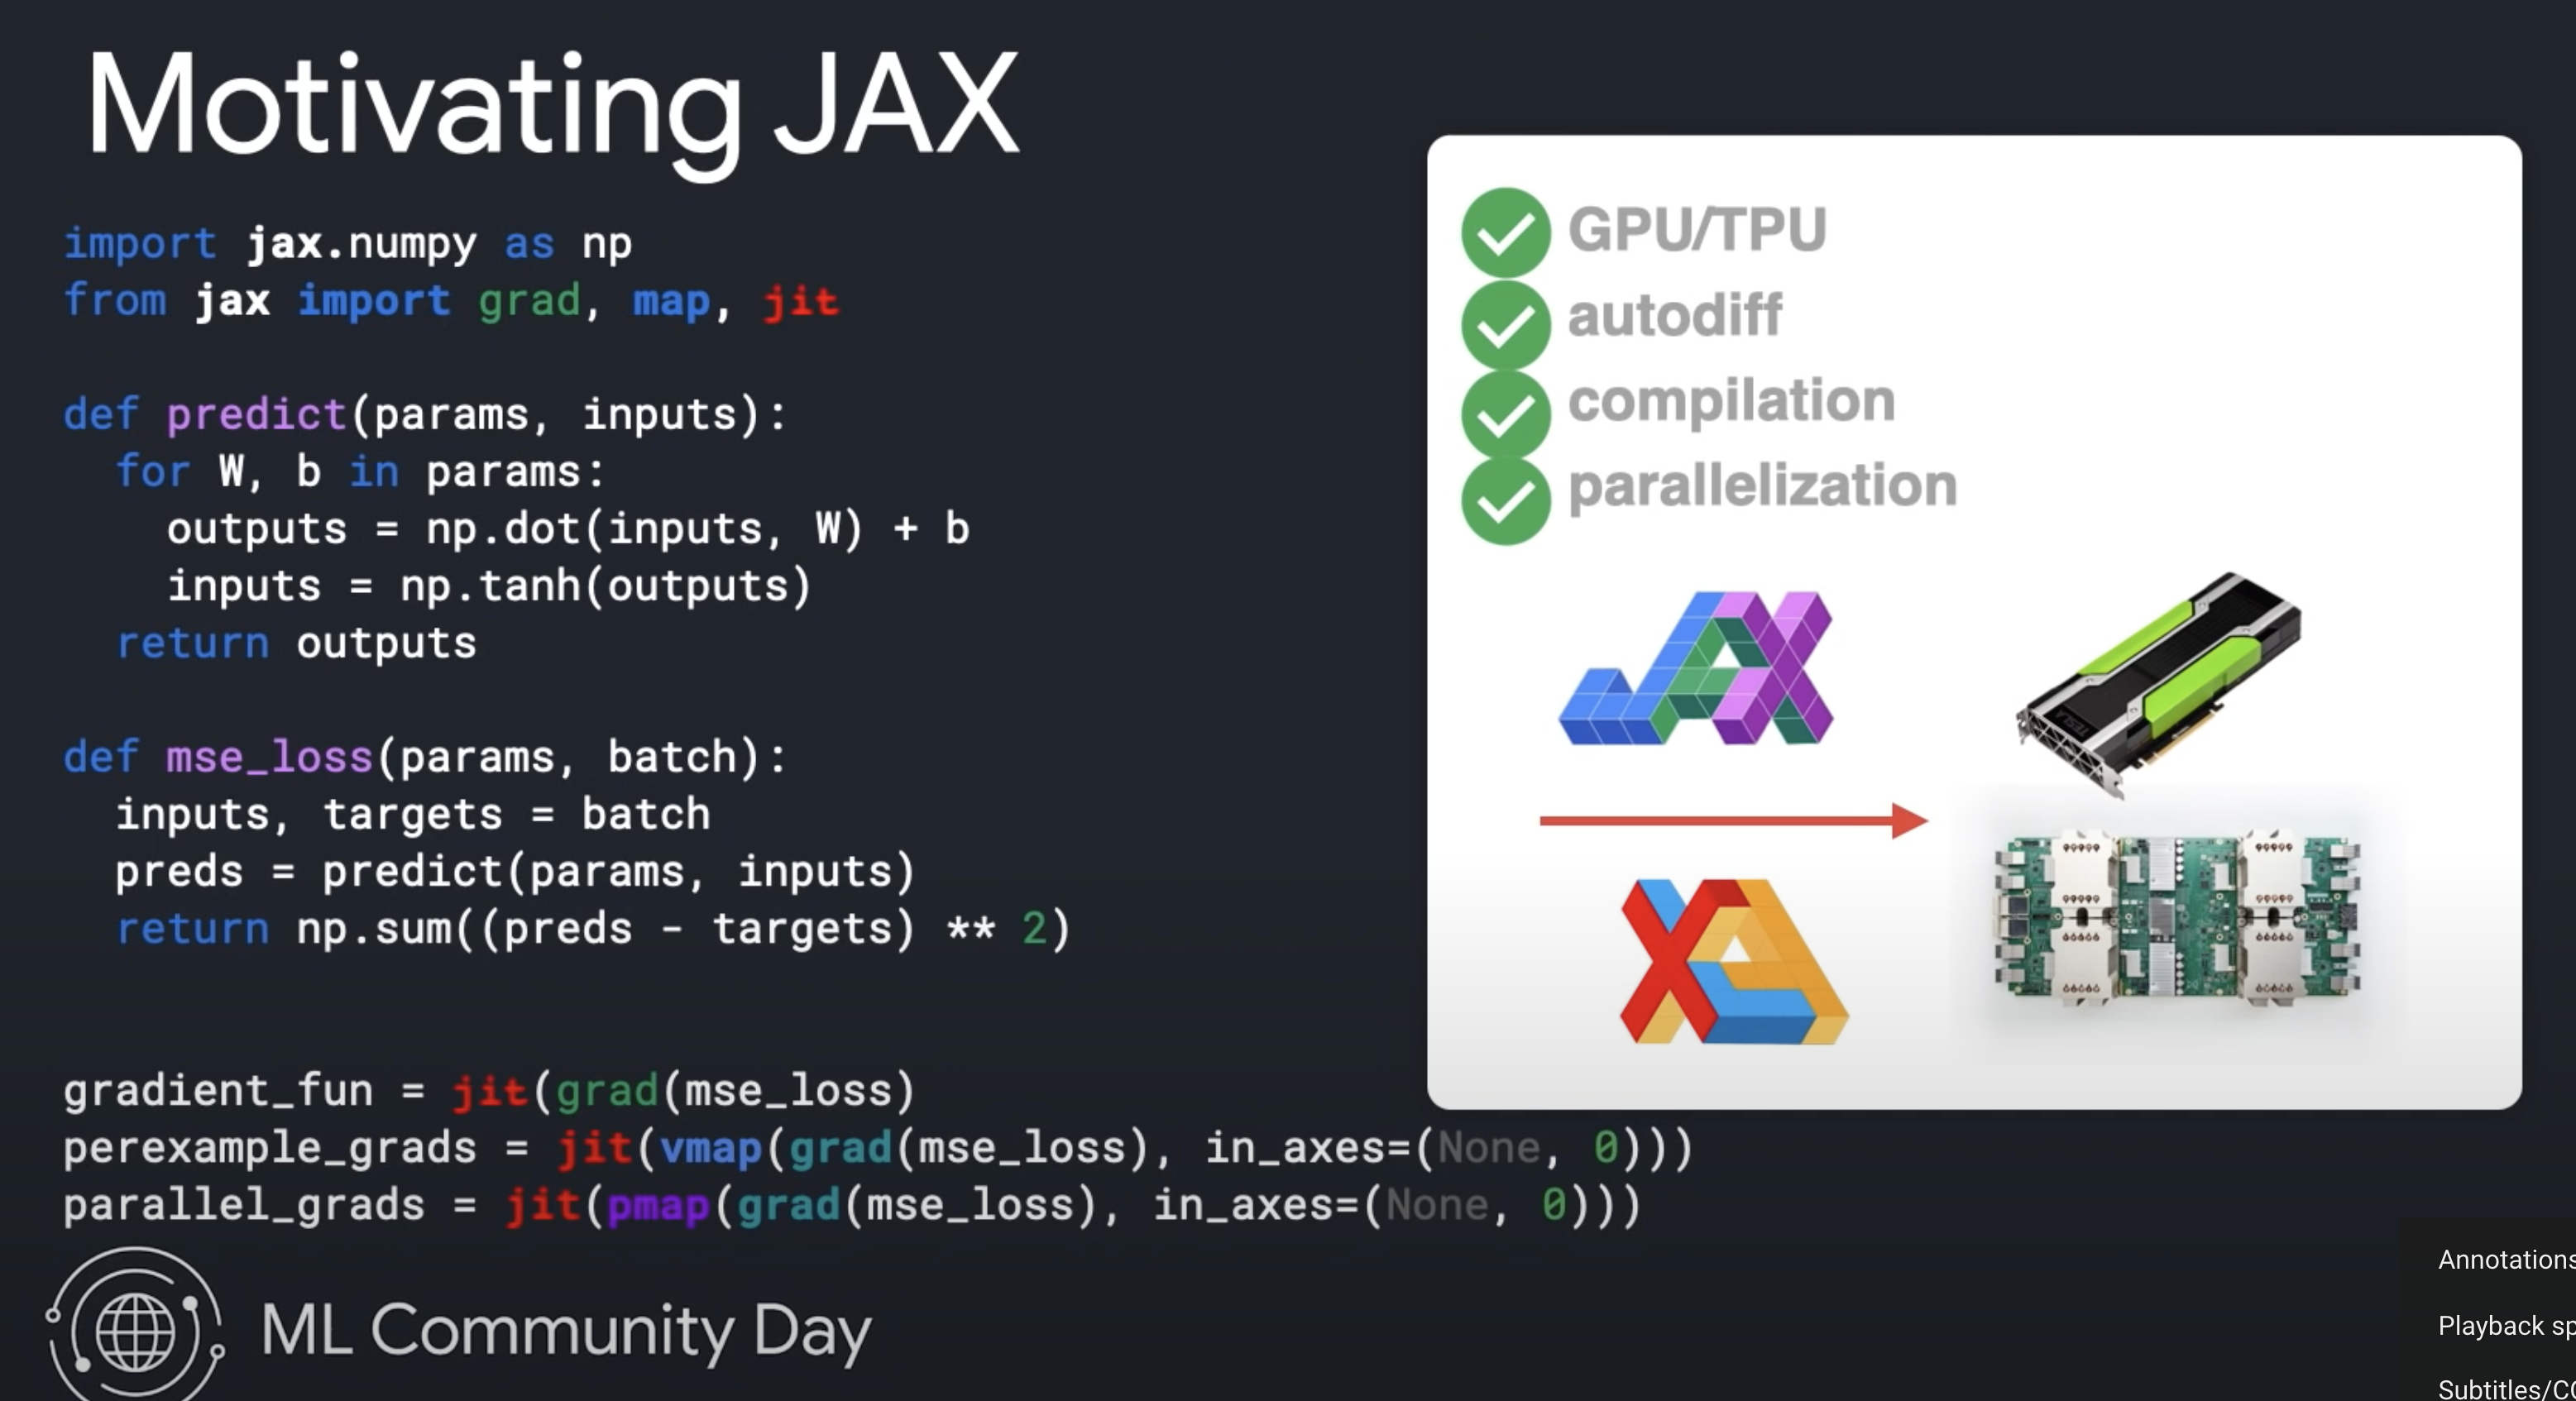 Motivating JAX
import jax.numpy as np
from jax import grad, map, jit
def predict(params, inputs):
for W, b in params:
outputs = np.dot(inputs, W) + b
inputs = np.tanh(outputs)
return outputs
def mse_loss(params, batch):
inputs, targets = batch
preds = predict(params, inputs)
return np.sum((preds - targets) ** 2)
gradient_fun = jit(grad(mse_loss)
perexample_grads = jit(vmap(grad(mse_loss), in_axes=(None, 0)))
parallel_grads = jit(pmap(grad(mse_loss), in_axes=(None, 0)))
GPU/TPU
autodiff
compilation
parallelization
JAX
XLA
TESLA
ML Community Day
Annotations
Playback sp
Subtitles/CC